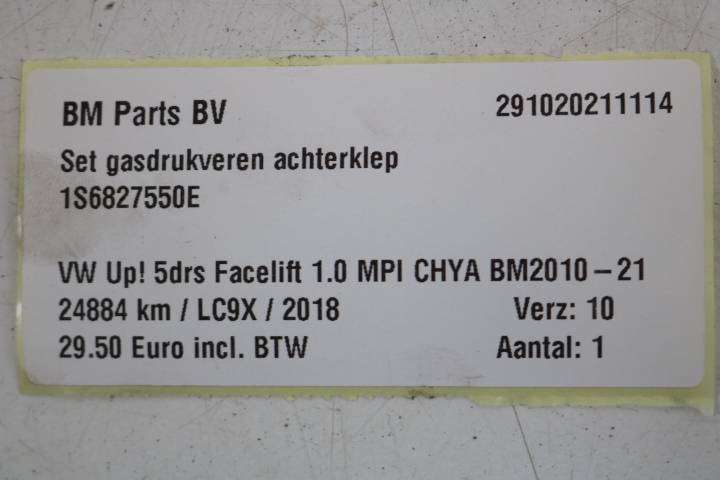 BM Parts BV 291020211114
Set gasdrukveren achterklep
1S6827550E
VW Up! 5drs Facelift 1.0 MPI CHYA BM2010-21
24884 km / LC9X / 2018 Verz: 10
29.50 Euro incl. BTW Aantal: 1